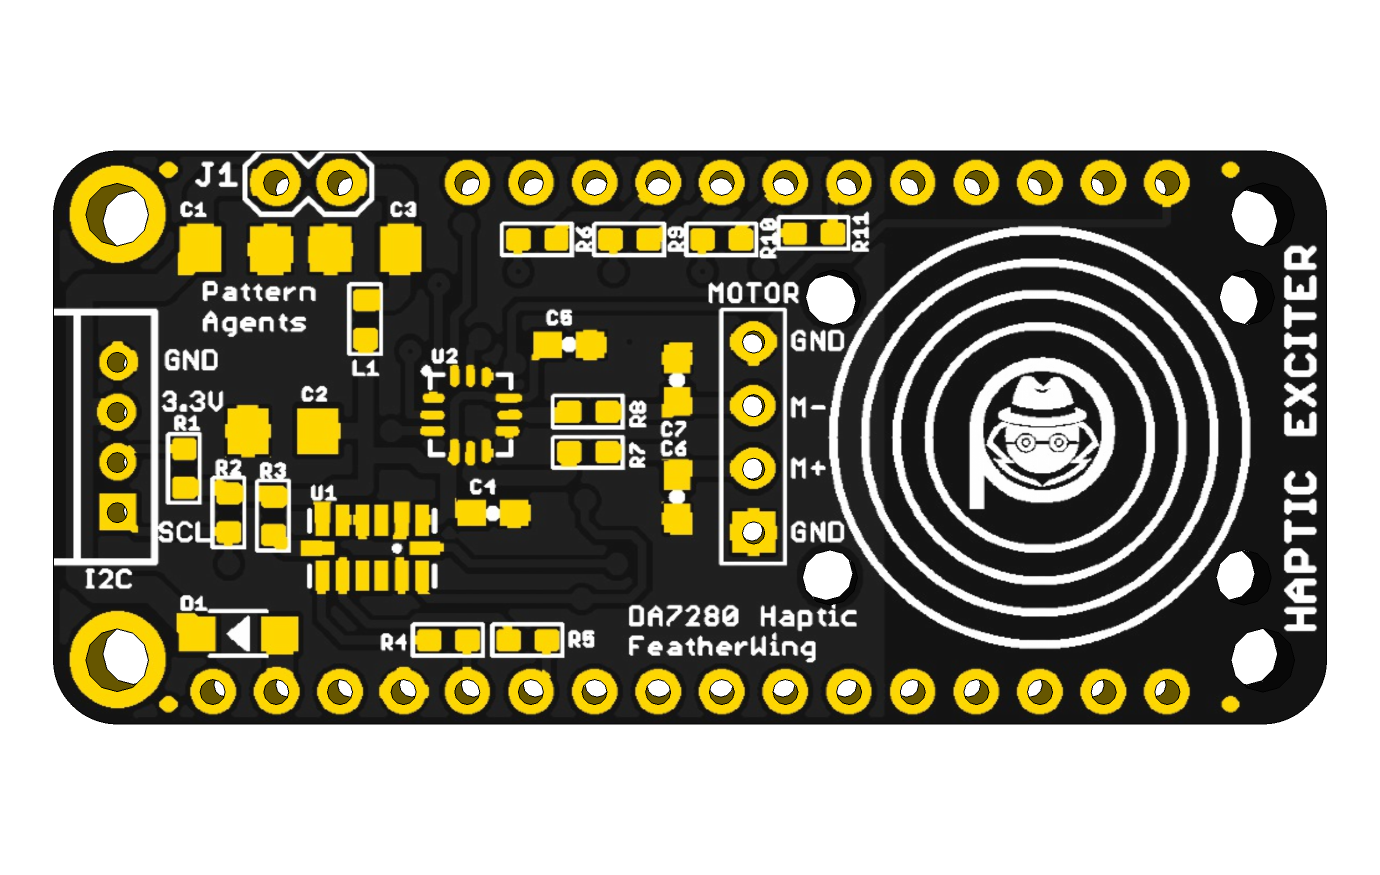 J1
C1
C3
R6
R9
R10
R11
Pattern
Agents
MOTOR
C5
GND
L1
U2
GND
3.3V
C2
R1
R8
M-
C7
C6
R7
R2
R3
M+
U1
C4
SCL
GND
I2C
D1
DA7280 Haptic
FeatherWing
R4
R5
HAPTIC EXCITER